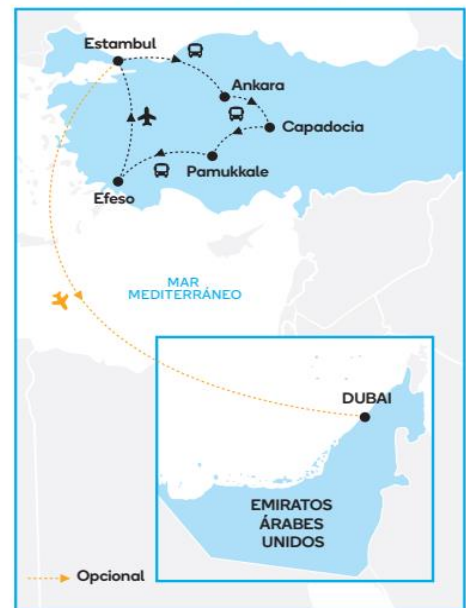 Estambul
Ankara
Capadocia
Pamukkale
Efeso
MAR
MEDITERRÁNEO
DUBAI
EMIRATOS
ÁRABES
UNIDOS
Opcional